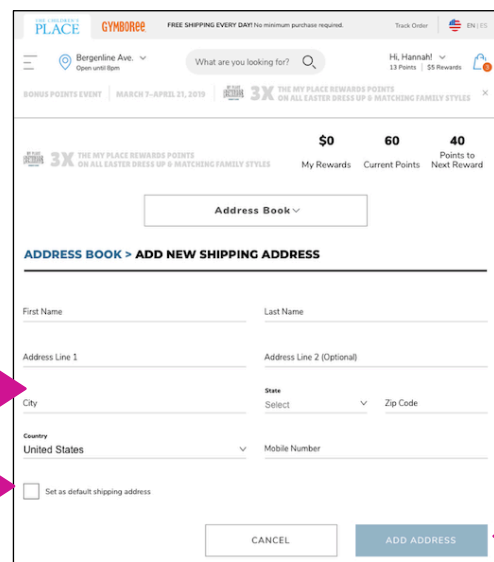 THE CHILDREN'S
PLACE
GYMBOREE
FREE SHIPPING EVERY DAY! No minimum purchase required.
Track Order
EN | ES
Bergenline Ave.
Open until 8pm
What are you looking for?
Hi, Hannah!
13 Points | $5 Rewards
3
BONUS POINTS EVENT | MARCH 7-APRIL 21, 2019
3X THE MY PLACE REWARDS POINTS
ON ALL EASTER DRESS UP & MATCHING FAMILY STYLES
3X THE MY PLACE REWARDS POINTS
ON ALL EASTER DRESS UP & MATCHING FAMILY STYLES
$0
My Rewards
60
Current Points
40
Points to
Next Reward
Address Book
ADDRESS BOOK > ADD NEW SHIPPING ADDRESS
First Name
Last Name
Address Line 1
Address Line 2 (Optional)
City
State
Select
Zip Code
Country
United States
Mobile Number
Set as default shipping address
CANCEL
ADD ADDRESS